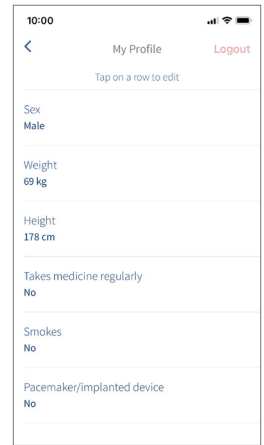 10:00
My Profile
Logout
Tap on a row to edit
Sex
Male
Weight
69 kg
Height
178 cm
Takes medicine regularly
No
Smokes
No
Pacemaker/implanted device
No